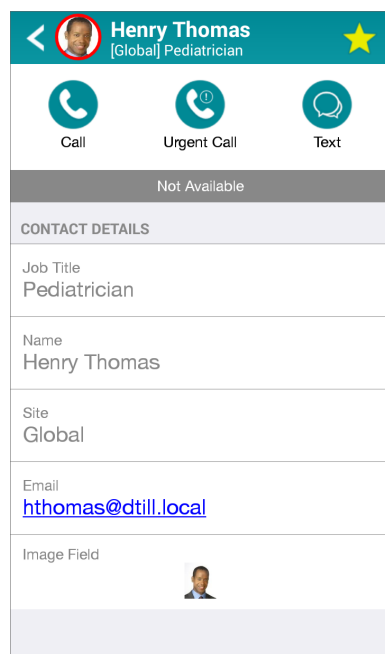 Henry Thomas
[Global] Pediatrician
Call Urgent Call Text
Not Available
CONTACT DETAILS
Job Title
Pediatrician
Name
Henry Thomas
Site
Global
Email
hthomas@dtill.local
Image Field